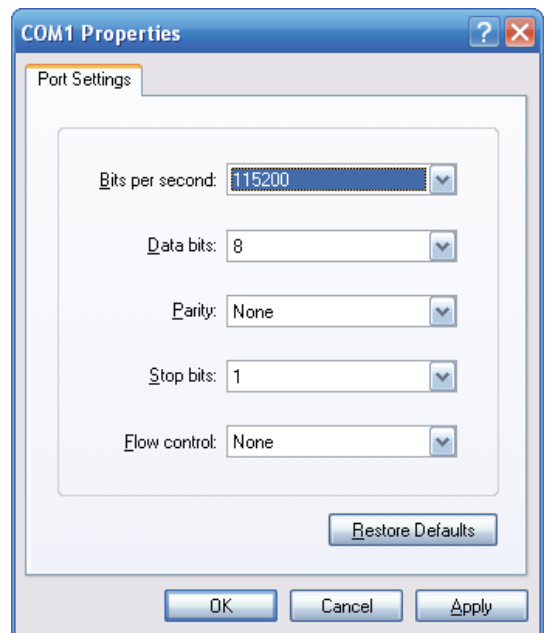 COM1 Properties
Port Settings
Bits per second: 115200
Data bits: 8
Parity: None
Stop bits: 1
Flow control: None
Restore Defaults
OK Cancel Apply